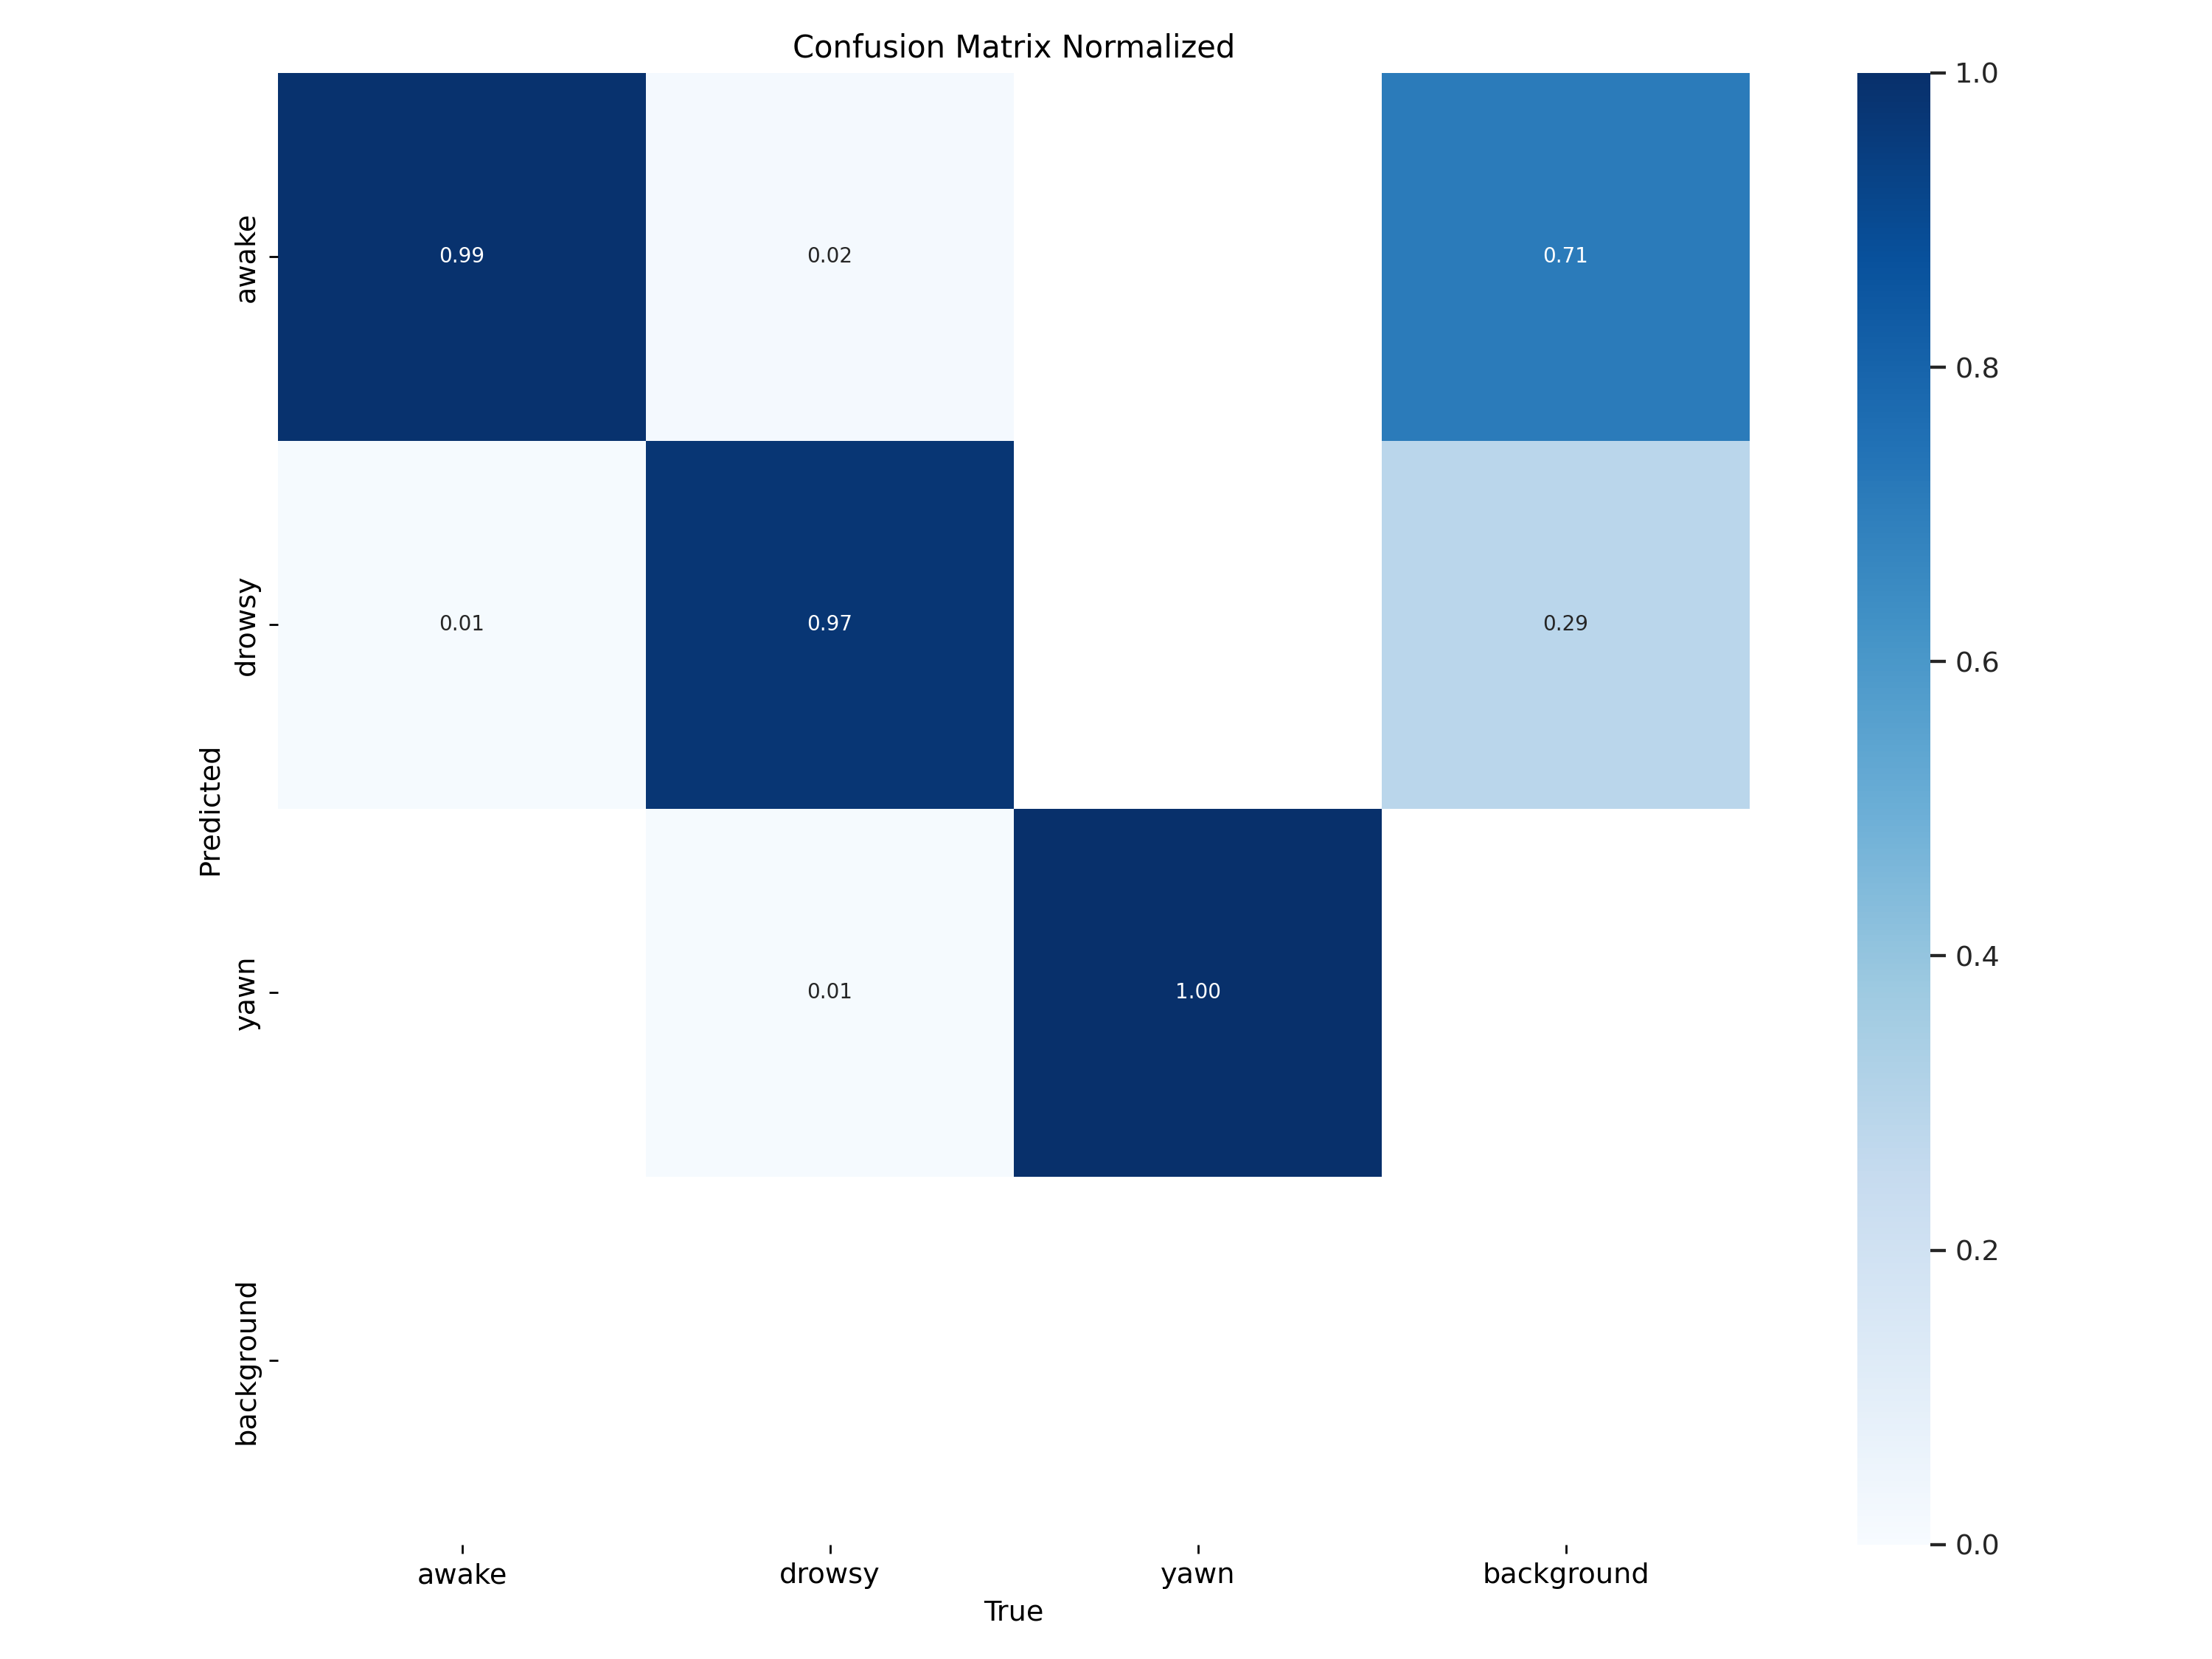 Confusion Matrix Normalized
awake
0.99
0.02
0.71
drowsy
0.01
0.97
0.29
yawn
0.01
1.00
background
Predicted
awake
drowsy
yawn
background
True
1.0
0.8
0.6
0.4
0.2
0.0